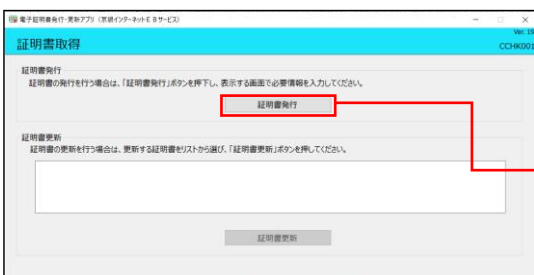 電子証明書発行・更新アプリ（京銀インターネットＥＢサービス）
Ver. 19
証明書取得
CCHK001
証明書発行
証明書の発行を行う場合は、「証明書発行」ボタンを押下し、表示する画面で必要情報を入力してください。
証明書発行
証明書更新
証明書の更新を行う場合は、更新する証明書をリストから選び、「証明書更新」ボタンを押してください。
証明書更新